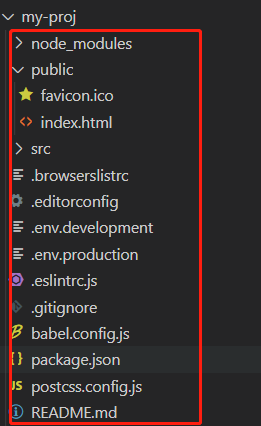 my-proj
node_modules
public
favicon.ico
index.html
src
.browserslistrc
.editorconfig
.env.development
.env.production
.eslintrc.js
.gitignore
babel.config.js
package.json
postcss.config.js
README.md